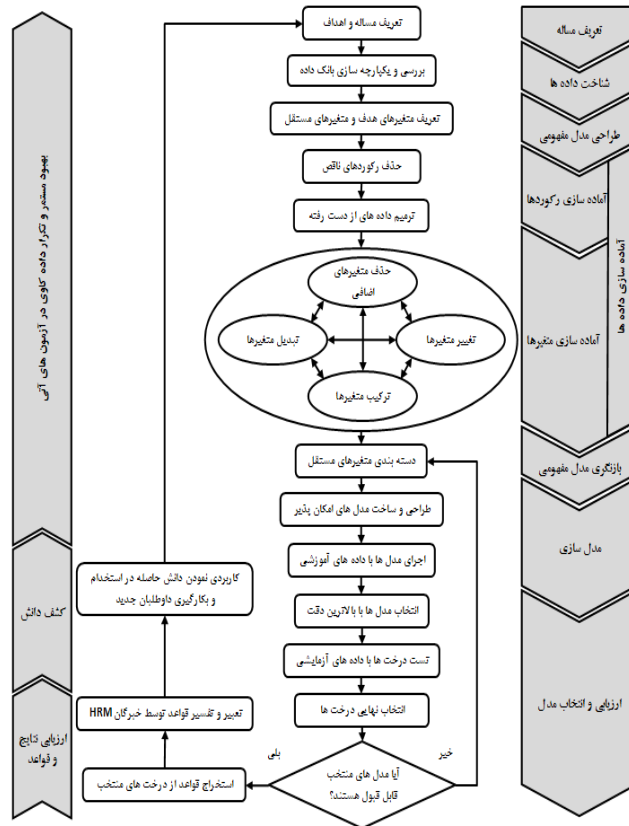 تعریف مساله و اهداف
بررسی و یکپارچه سازی بانک داده
تعریف متغیرهای هدف و متغیرهای مستقل
حذف رکوردهای ناقص
ترمیم داده های از دست رفته
حذف متغیرهای
اضافی
تغییر متغیرها
تبدیل متغیرها
ترکیب متغیرها
دسته بندی متغیرهای مستقل
طراحی و ساخت مدل های امکان پذیر
اجرای مدل ها با داده های آموزشی
انتخاب مدل ها با بالاترین دقت
تست درخت ها با داده های آزمایشی
انتخاب نهایی درخت ها
آیا مدل های منتخب
قابل قبول هستند؟
خیر
بلی
استخراج قواعد از درخت های منتخب
تعبیر و تفسیر قواعد توسط خبرگان HRM
کاربردی نمودن دانش حاصله در استخدام
و بکارگیری داوطلبان جدید
تعریف مساله
شناخت داده ها
طراحی مدل مفهومی
آماده سازی رکوردها
آماده سازی متغیرها
آماده سازی داده ها
بازنگری مدل مفهومی
مدل سازی
ارزیابی و انتخاب مدل
ارزیابی نتایج
و قواعد
کشف دانش
بهبود مستمر و تکرار داده کاوی در آزمون های آتی